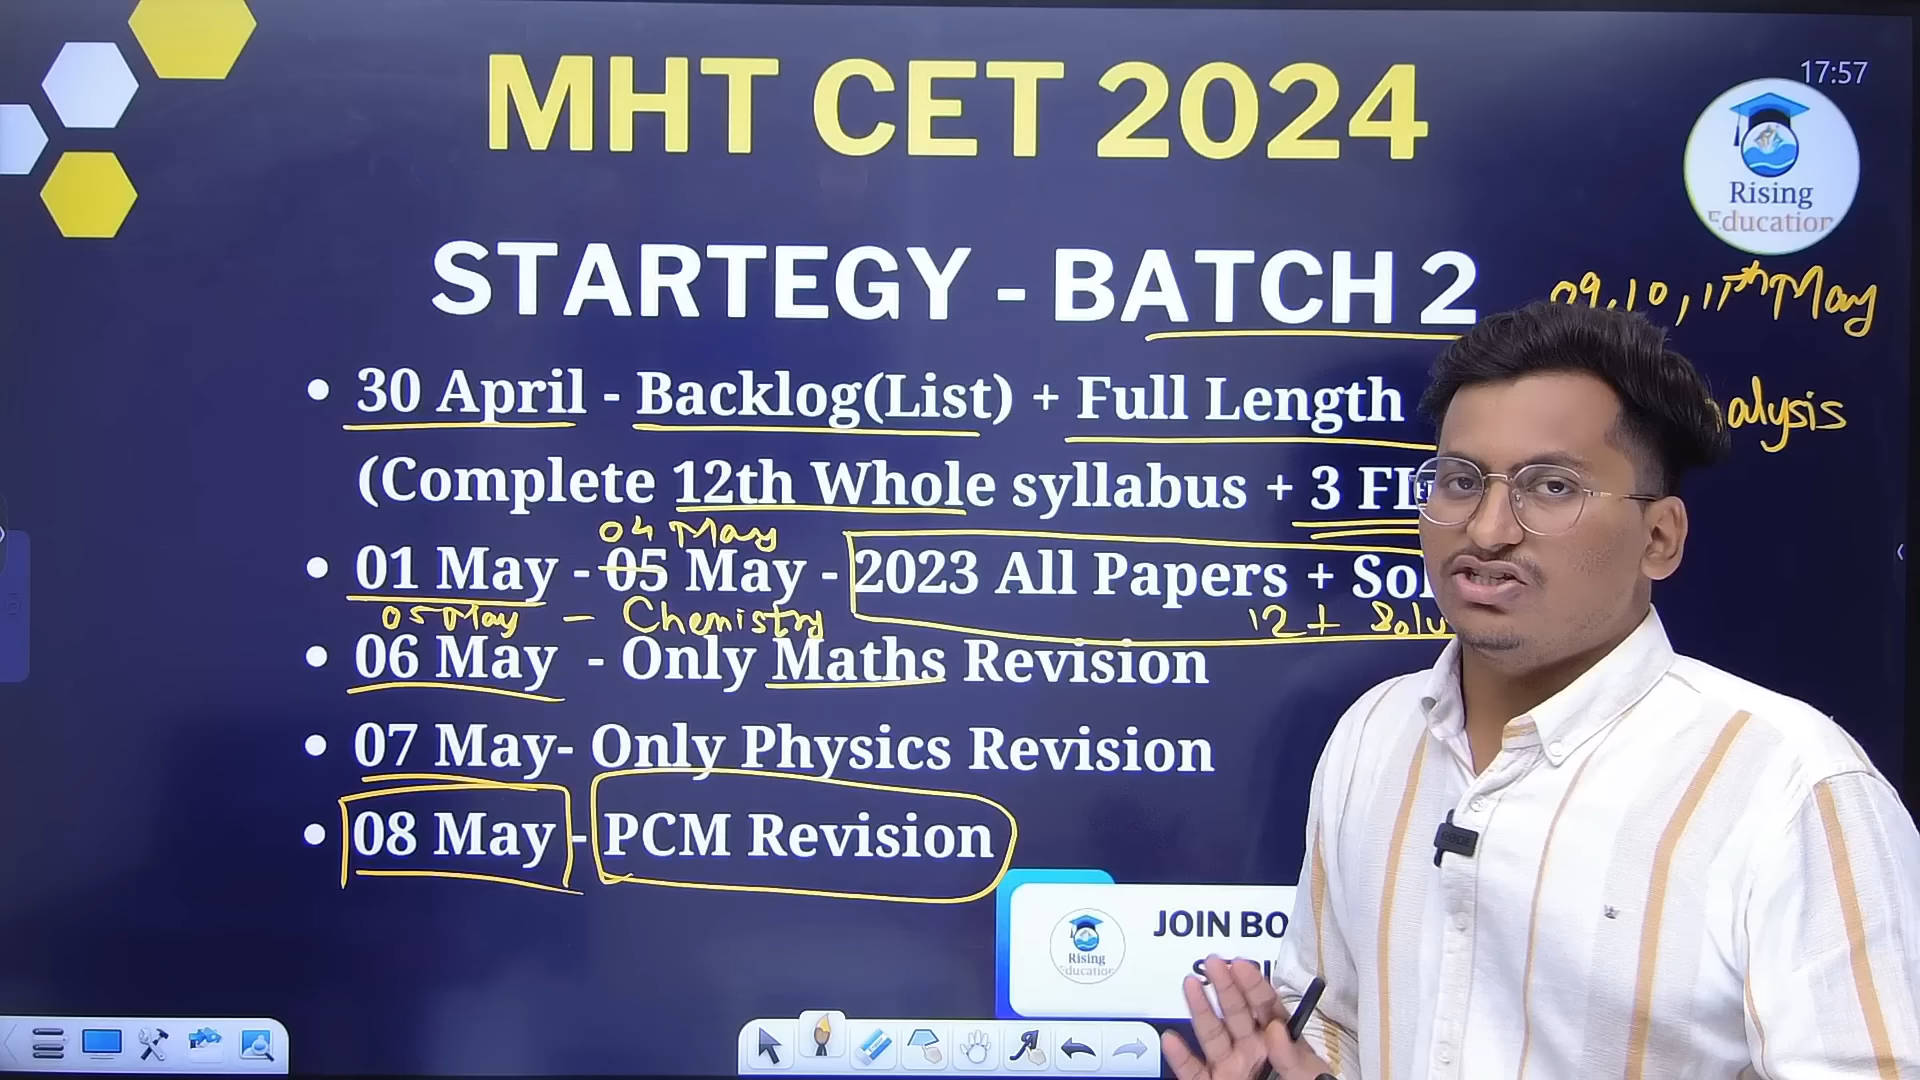 MHT CET 2024
17:57
Rising
Education
STARTEGY - BATCH 2
09, 10, 11th May
• 30 April - Backlog(List) + Full Length
alysis
(Complete 12th Whole syllabus + 3 FL
04 May
• 01 May - 05 May - 2023 All Papers + Sol
05 May - Chemistry
12 + Solu
• 06 May - Only Maths Revision
• 07 May- Only Physics Revision
• 08 May - PCM Revision
JOIN BO
Rising
Education